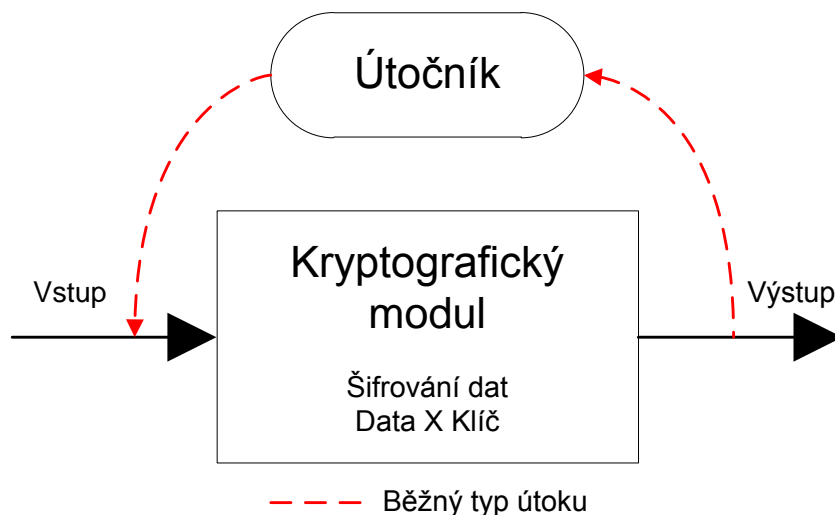 Útočník
Kryptografický
modul
Vstup
Výstup
Šifrování dat
Data X Klíč
Běžný typ útoku